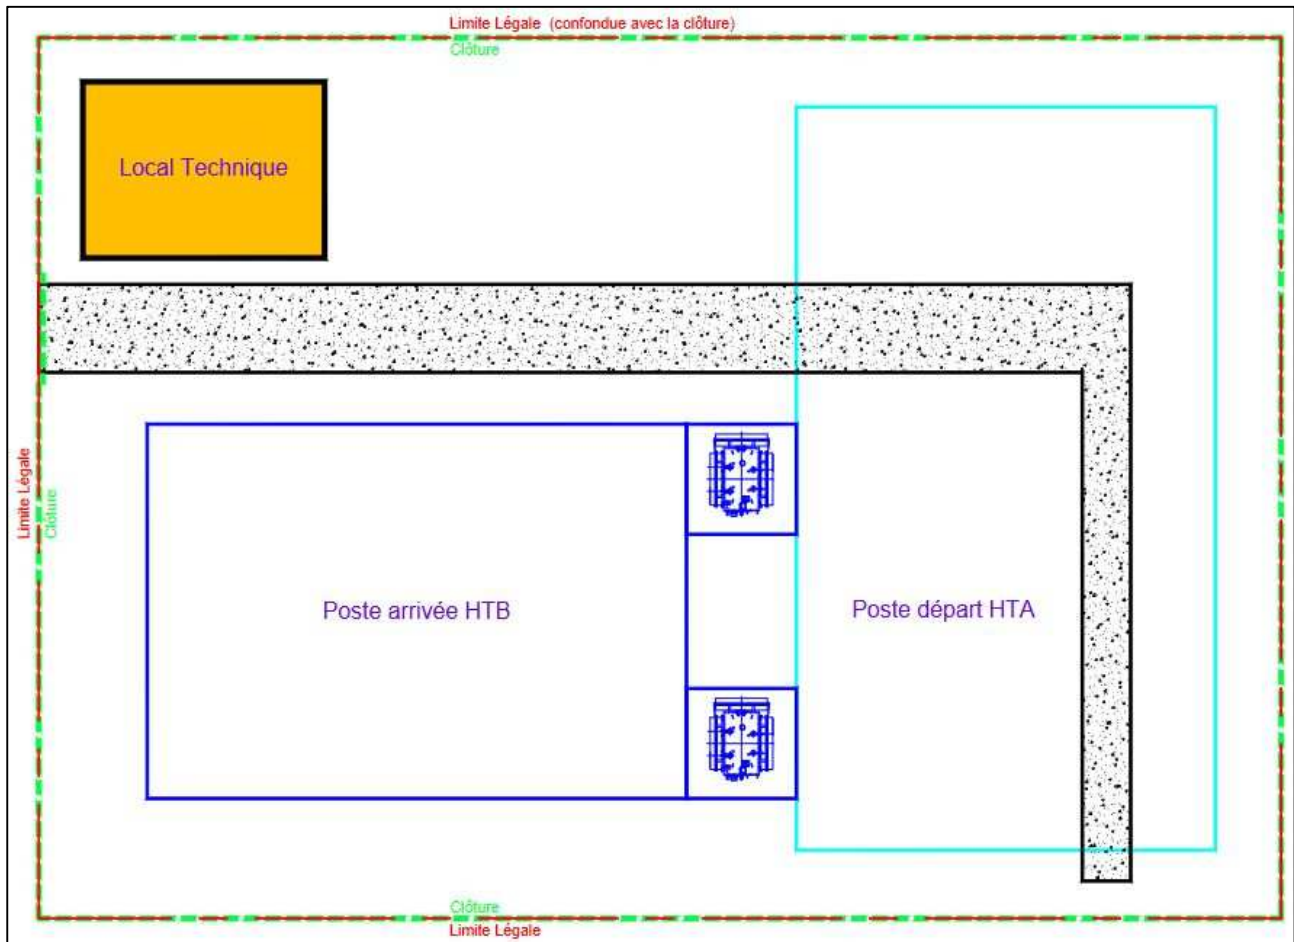 Limite Légale  (confondue avec la clôture)
Clôture
Local Technique
Limite Légale
Clôture
Poste arrivée HTB
Poste départ HTA
Clôture
Limite Légale